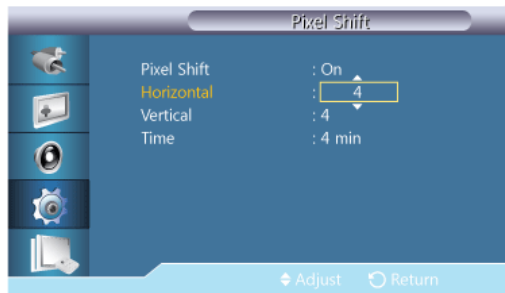 Pixel Shift
Pixel Shift : On
Horizontal : 4
Vertical : 4
Time : 4 min
Adjust Return